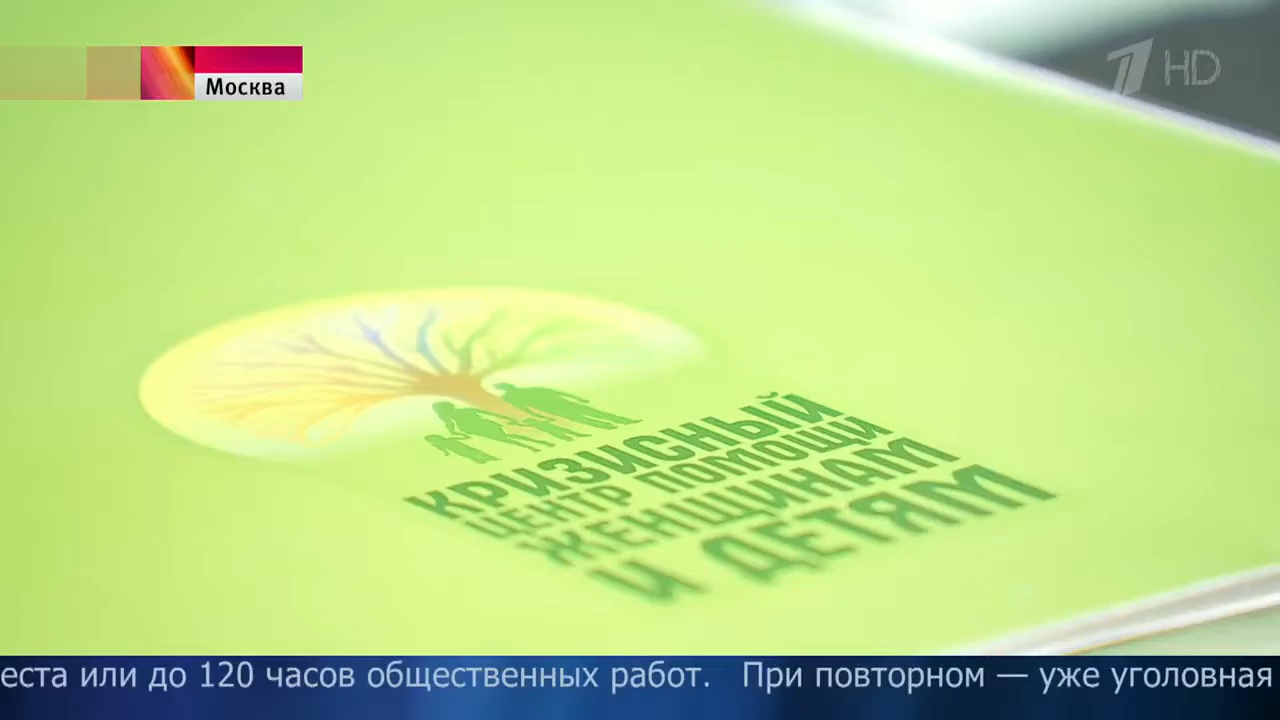 Москва
HD
КРИЗИСНЫЙ
ЦЕНТР ПОМОЩИ
ЖЕНЩИНАМ
И ДЕТЯМ
еста или до 120 часов общественных работ. При повторном — уже уголовная